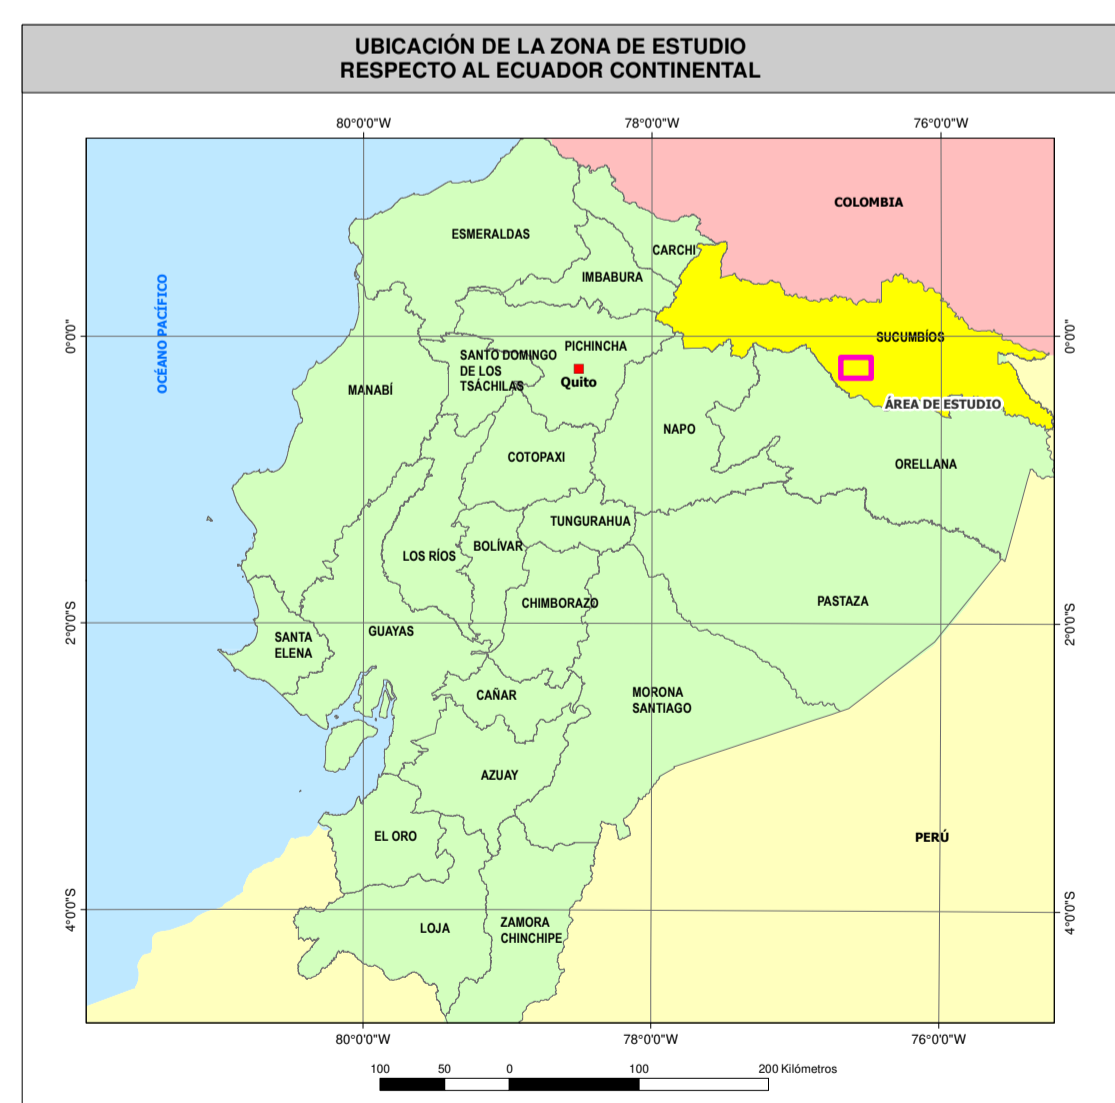 UBICACIÓN DE LA ZONA DE ESTUDIO
RESPECTO AL ECUADOR CONTINENTAL
80°0'0"W
78°0'0"W
76°0'0"W
COLOMBIA
ESMERALDAS
CARCHI
IMBABURA
OCÉANO PACÍFICO
0°0'0"
SUCUMBÍOS
0°0'0"
PICHINCHA
SANTO DOMINGO
DE LOS
TSÁCHILAS
Quito
MANABÍ
ÁREA DE ESTUDIO
NAPO
COTOPAXI
ORELLANA
TUNGURAHUA
BOLÍVAR
LOS RÍOS
CHIMBORAZO
PASTAZA
2°0'0"S
2°0'0"S
GUAYAS
SANTA
ELENA
CAÑAR
MORONA
SANTIAGO
AZUAY
EL ORO
PERÚ
4°0'0"S
4°0'0"S
LOJA
ZAMORA
CHINCHIPE
80°0'0"W
78°0'0"W
76°0'0"W
100 50 0 100 200 Kilómetros